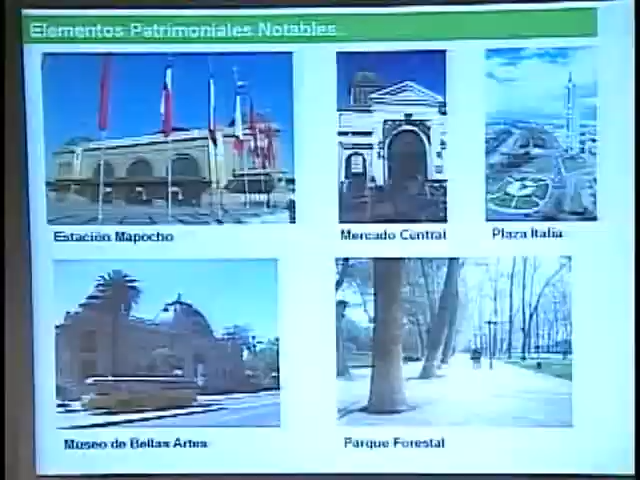 Elementos Patrimoniales Notables
Estación Mapocho
Mercado Central
Plaza Italia
Museo de Bellas Artes
Parque Forestal